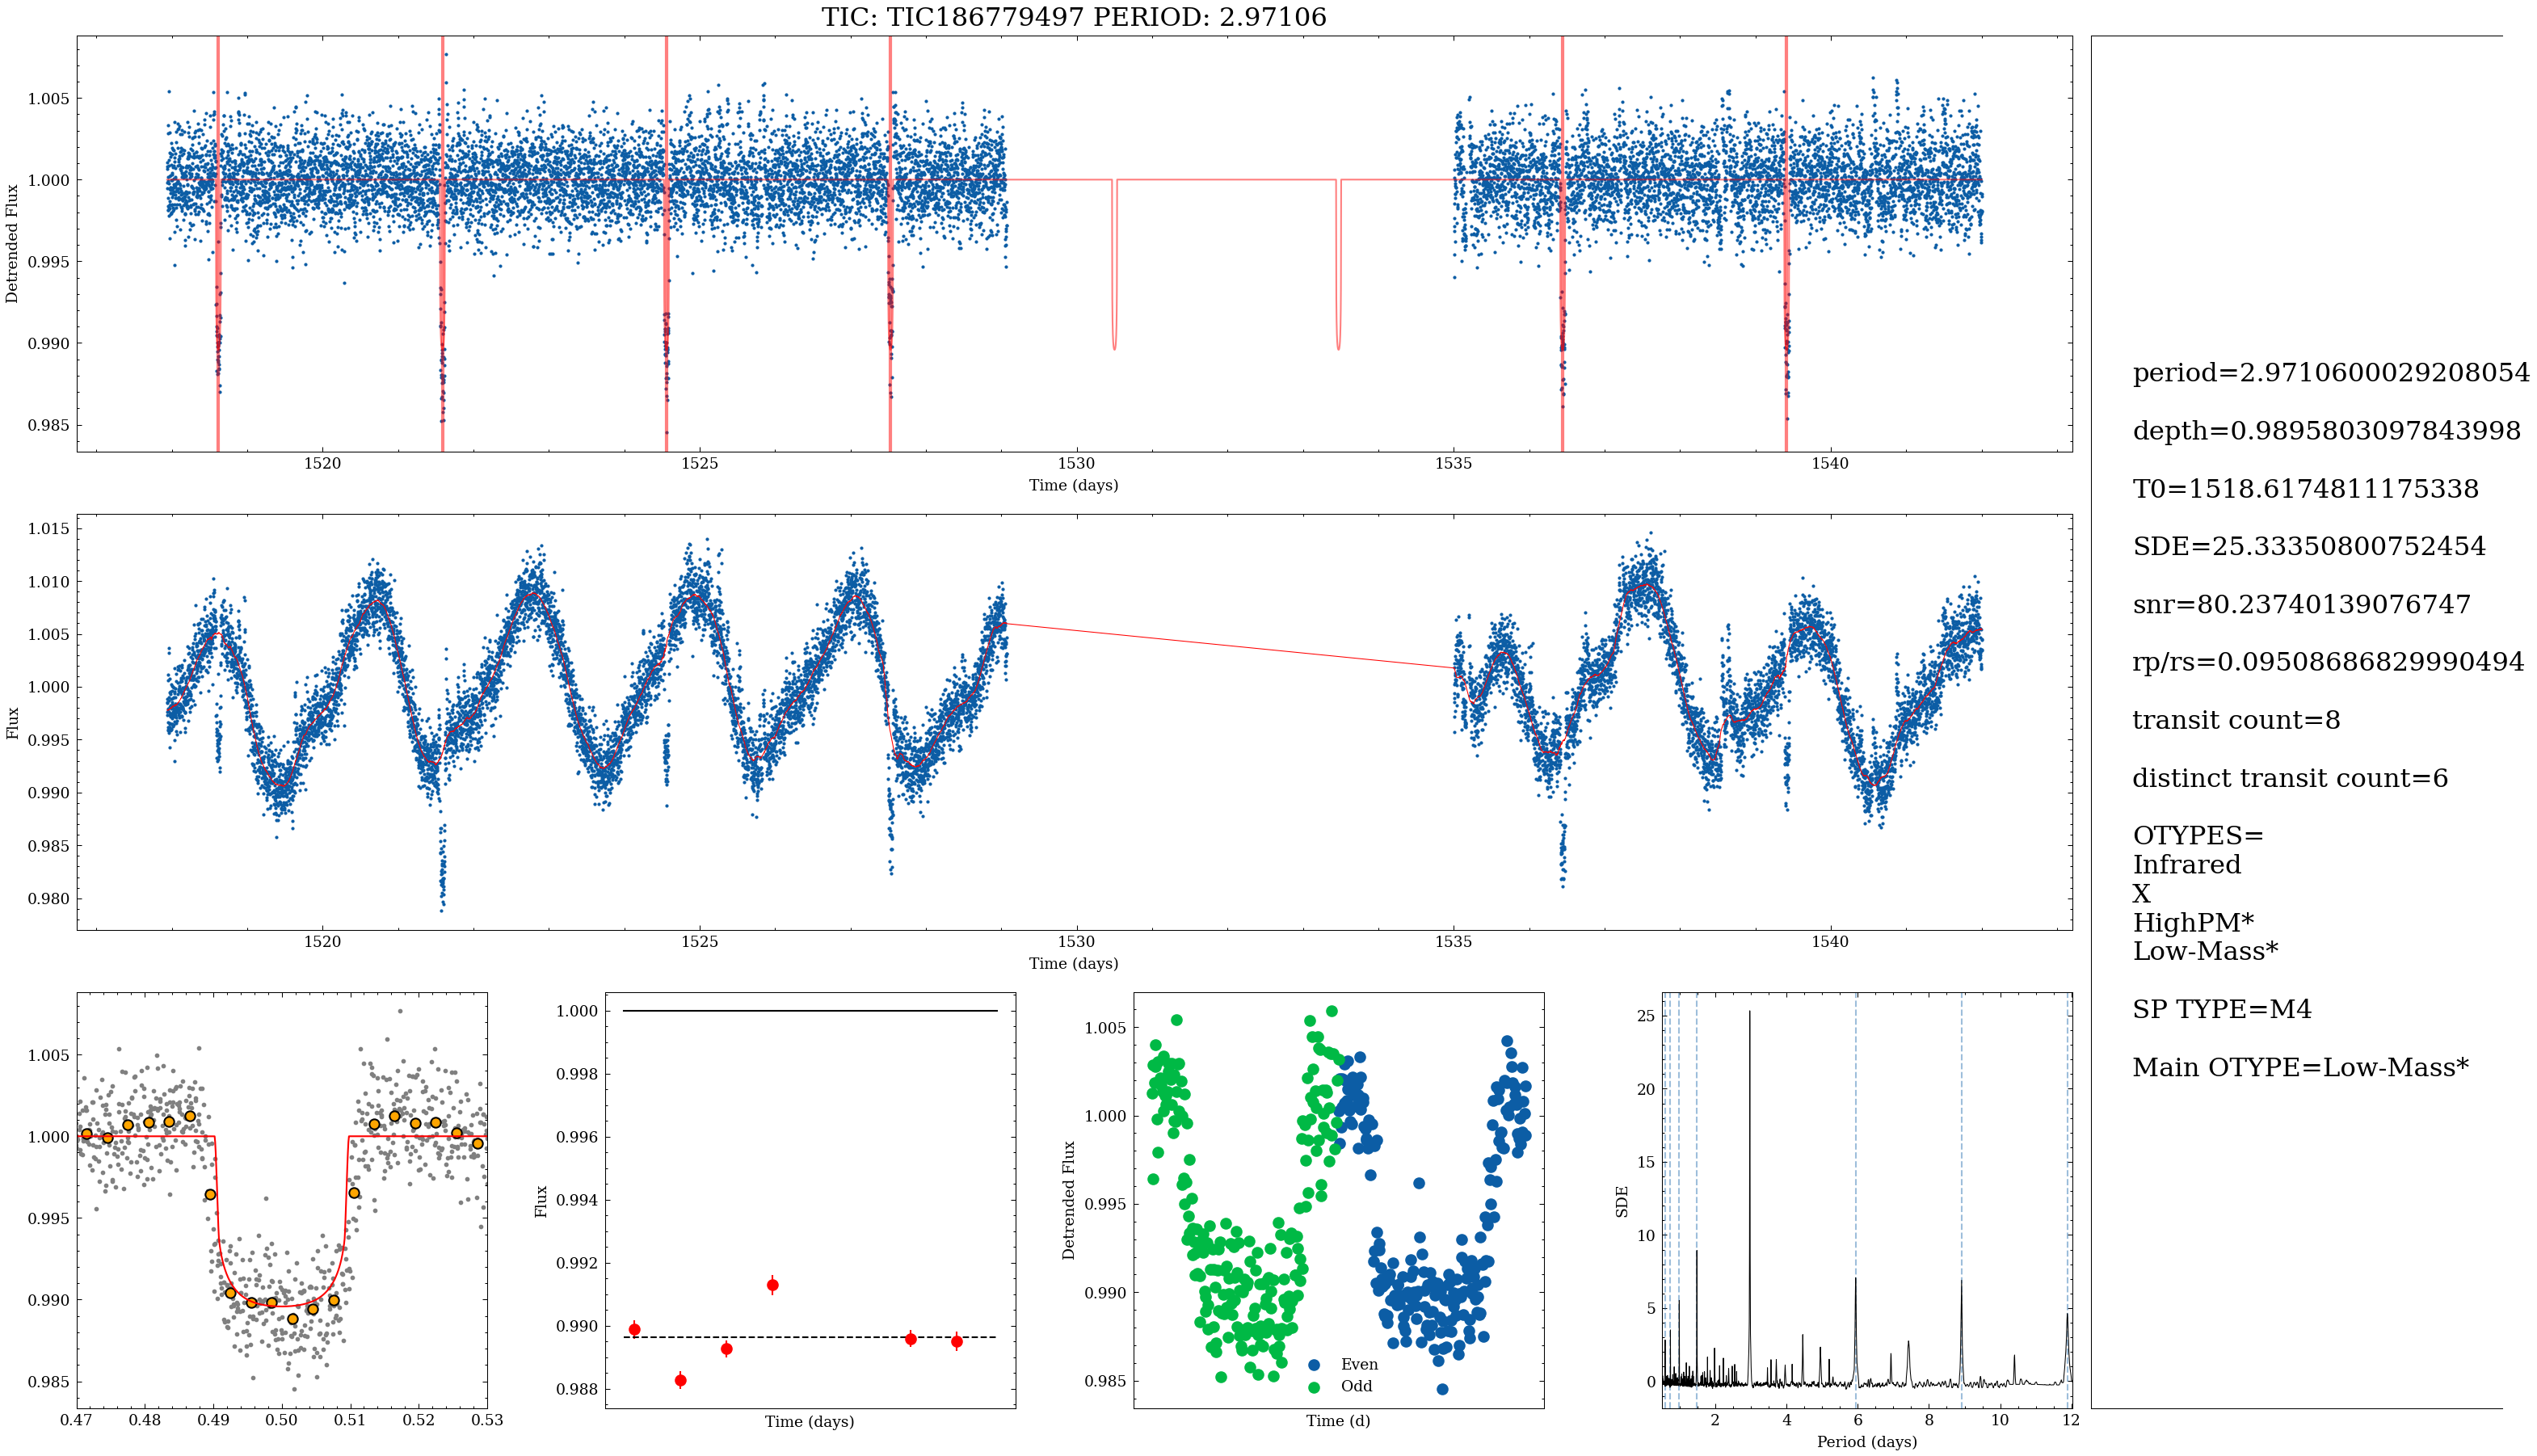 TIC: TIC186779497 PERIOD: 2.97106
1.005
1.000
0.995
0.990
0.985
Detrended Flux
1520
1525
1530
1535
1540
Time (days)
1.015
1.010
1.005
1.000
0.995
0.990
0.985
0.980
Flux
1520
1525
1530
1535
1540
Time (days)
1.005
1.000
0.995
0.990
0.985
0.47
0.48
0.49
0.50
0.51
0.52
0.53
1.000
0.998
0.996
0.994
0.992
0.990
0.988
Flux
Time (days)
1.005
1.000
0.995
0.990
0.985
Detrended Flux
Even
Odd
Time (d)
25
20
15
10
5
0
SDE
2
4
6
8
10
12
Period (days)
period=2.9710600029208054
depth=0.9895803097843998
T0=1518.6174811175338
SDE=25.33350800752454
snr=80.23740139076747
rp/rs=0.09508686829990494
transit count=8
distinct transit count=6
OTYPES=
Infrared
X
HighPM*
Low-Mass*
SP TYPE=M4
Main OTYPE=Low-Mass*